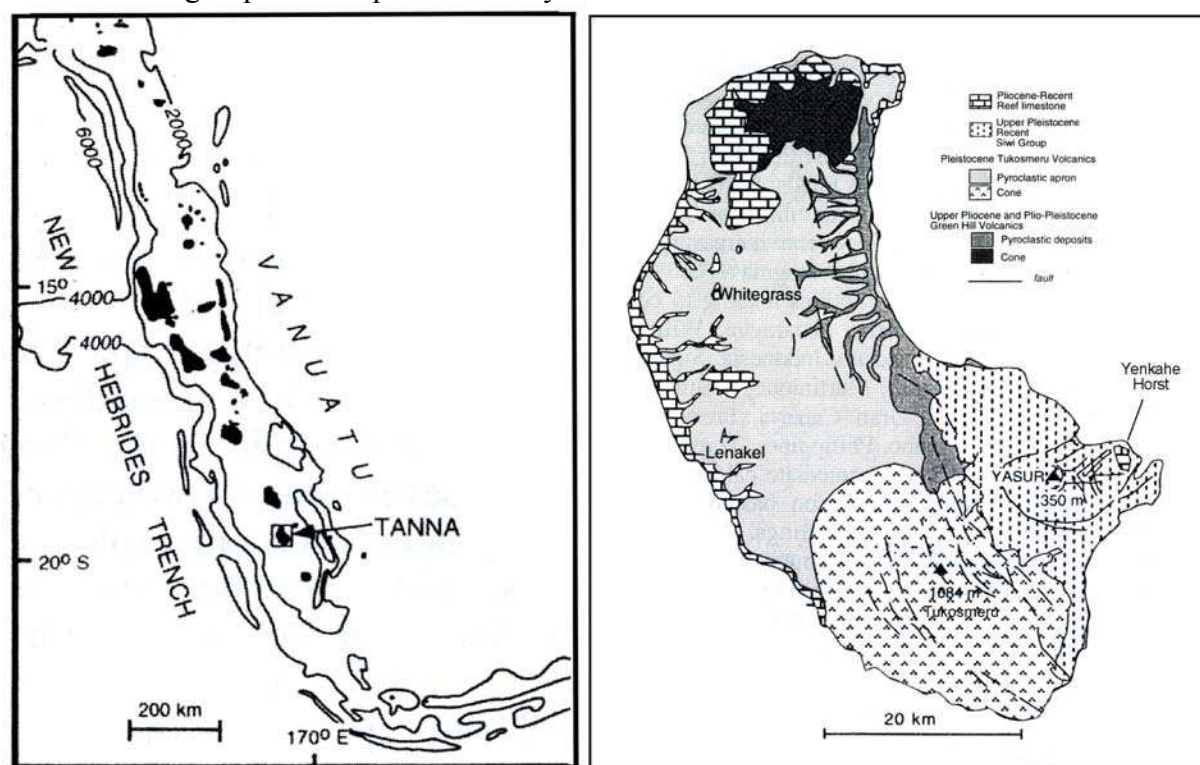 6000
2000
NEW
15°
4000
4000
VANUATU
HEBRIDES
TRENCH
TANNA
20° S
200 km
170° E
Pliocene-Recent
Reef limestone
Upper Pleistocene
Recent
Siwi Group
Pleistocene Tukosmeru Volcanics
Pyroclastic apron
Cone
Upper Pliocene and Plio-Pleistocene
Green Hill Volcanics
Pyroclastic deposits
Cone
fault
Whitegrass
Yenkahe
Horst
Lenakel
YASUR
350 m
1084 m
Tukosmeru
20 km